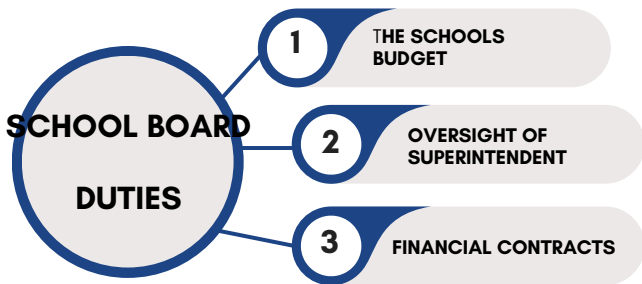 SCHOOL BOARD
DUTIES
1
THE SCHOOLS
BUDGET
2
OVERSIGHT OF
SUPERINTENDENT
3
FINANCIAL CONTRACTS